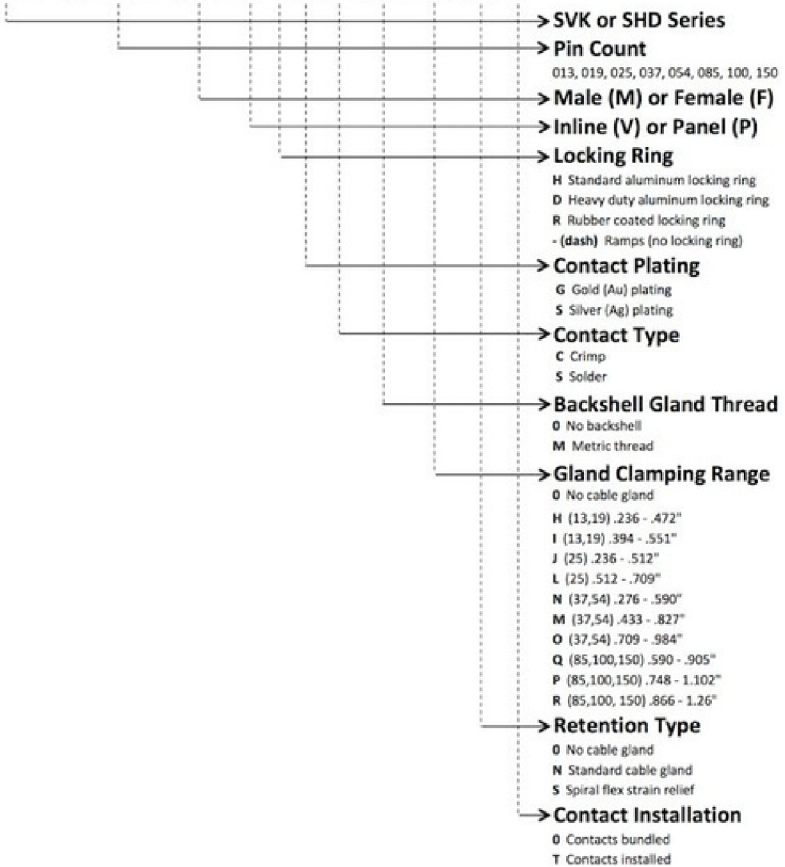 SVK or SHD Series
Pin Count
013, 019, 025, 037, 054, 085, 100, 150
Male (M) or Female (F)
Inline (V) or Panel (P)
Locking Ring
H Standard aluminum locking ring
D Heavy duty aluminum locking ring
R Rubber coated locking ring
- (dash) Ramps (no locking ring)
Contact Plating
G Gold (Au) plating
S Silver (Ag) plating
Contact Type
C Crimp
S Solder
Backshell Gland Thread
0 No backshell
M Metric thread
Gland Clamping Range
0 No cable gland
H (13,19) .236 - .472"
I (13,19) .394 - .551"
J (25) .236 - .512"
L (25) .512 - .709"
N (37,54) .276 - .590"
M (37,54) .433 - .827"
O (37,54) .709 - .984"
Q (85,100,150) .590 - .905"
P (85,100,150) .748 - 1.102"
R (85,100, 150) .866 - 1.26"
Retention Type
0 No cable gland
N Standard cable gland
S Spiral flex strain relief
Contact Installation
0 Contacts bundled
T Contacts installed